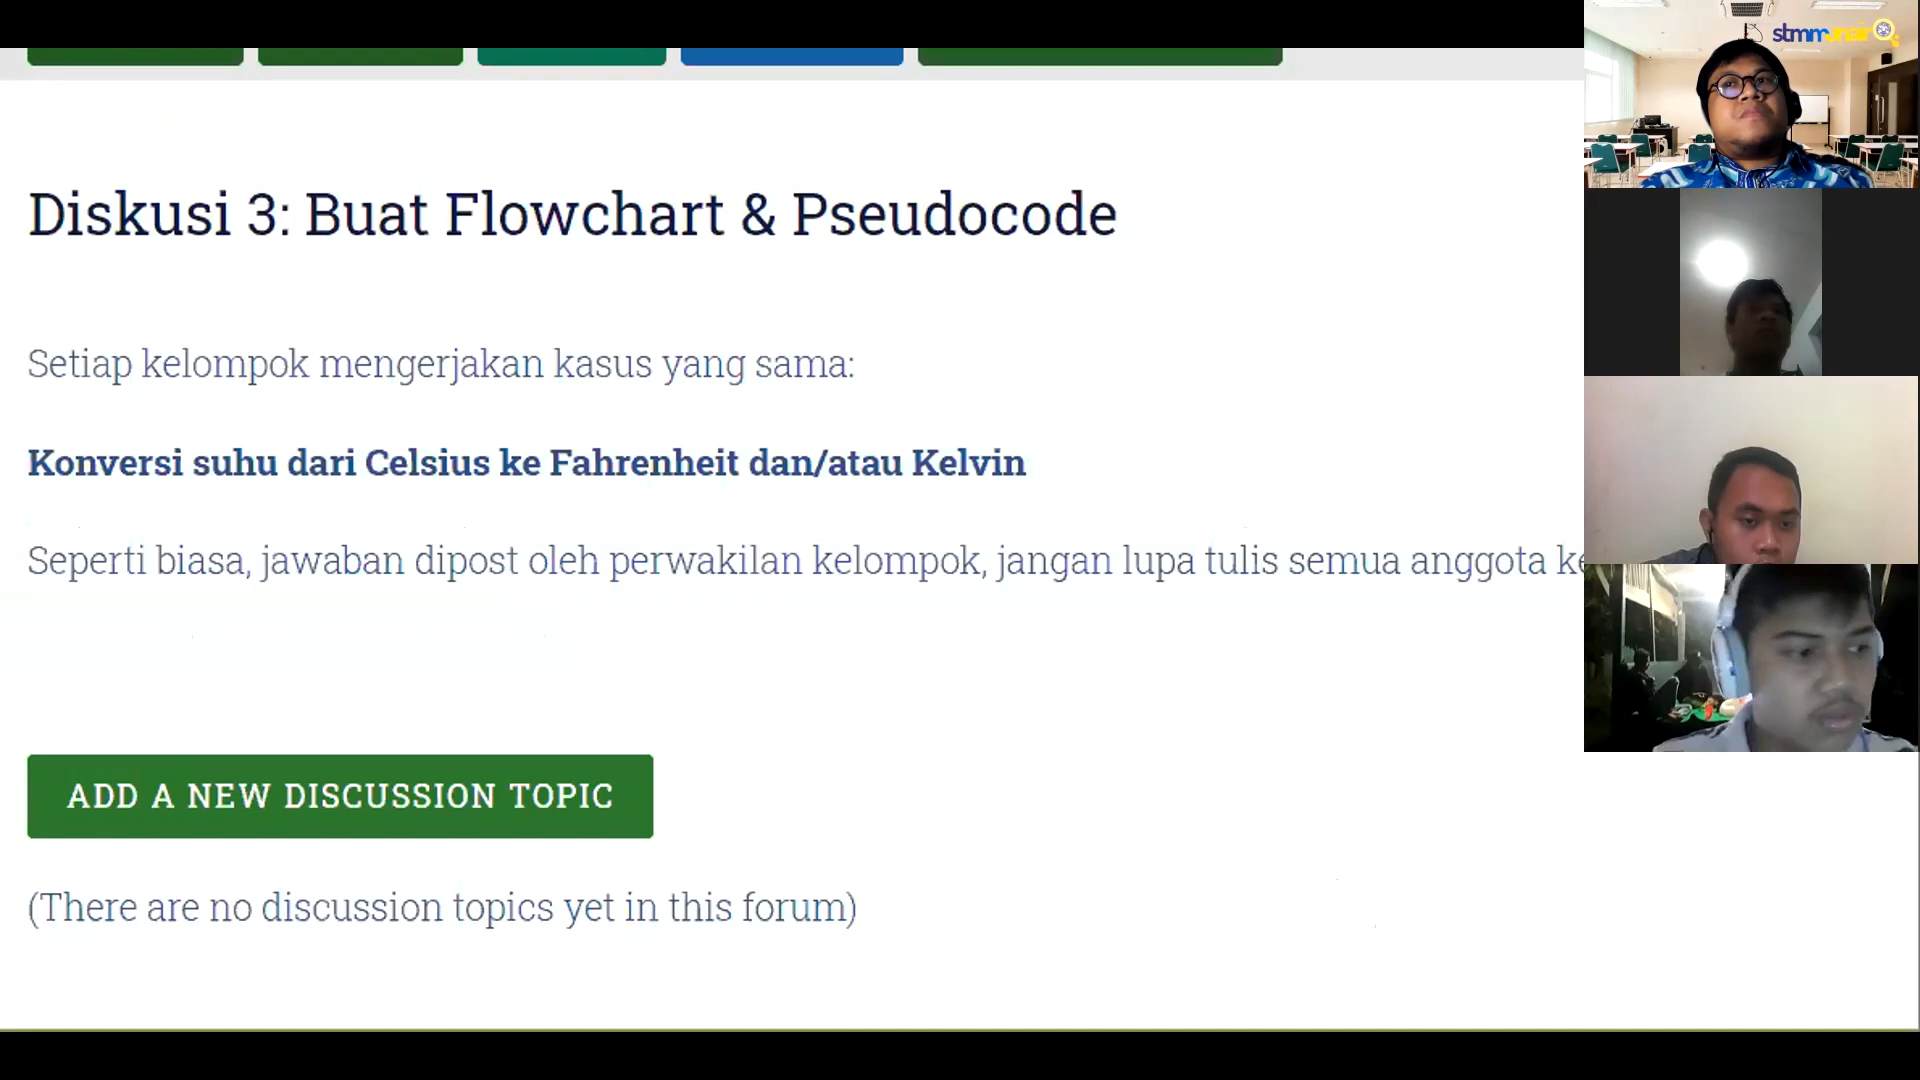 stmm unair
Diskusi 3: Buat Flowchart & Pseudocode
Setiap kelompok mengerjakan kasus yang sama:
Konversi suhu dari Celsius ke Fahrenheit dan/atau Kelvin
Seperti biasa, jawaban dipost oleh perwakilan kelompok, jangan lupa tulis semua anggota
ADD A NEW DISCUSSION TOPIC
(There are no discussion topics yet in this forum)